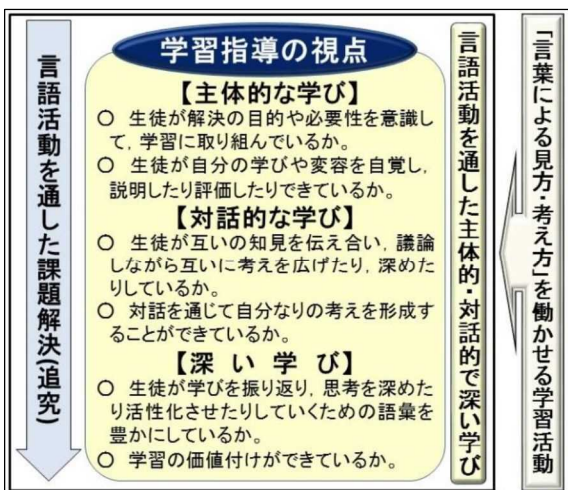 学習指導の視点
【主体的な学び】
○ 生徒が解決の目的や必要性を意識し
て，学習に取り組んでいるか。
○ 生徒が自分の学びや変容を自覚し，
説明したり評価したりできているか。
【対話的な学び】
○ 生徒が互いの知見を伝え合い，議論
しながら互いに考えを広げたり，深めた
りしているか。
○ 対話を通じて自分なりの考えを形成す
ることができているか。
【深 い 学 び】
○ 生徒が学びを振り返り，思考を深めた
り活性化させたりしていくための語彙を
豊かにしているか。
○ 学習の価値付けができているか。
言語活動を通した課題解決(追究)
言語活動を通した主体的・対話的で深い学び
「言葉による見方・考え方」を働かせる学習活動